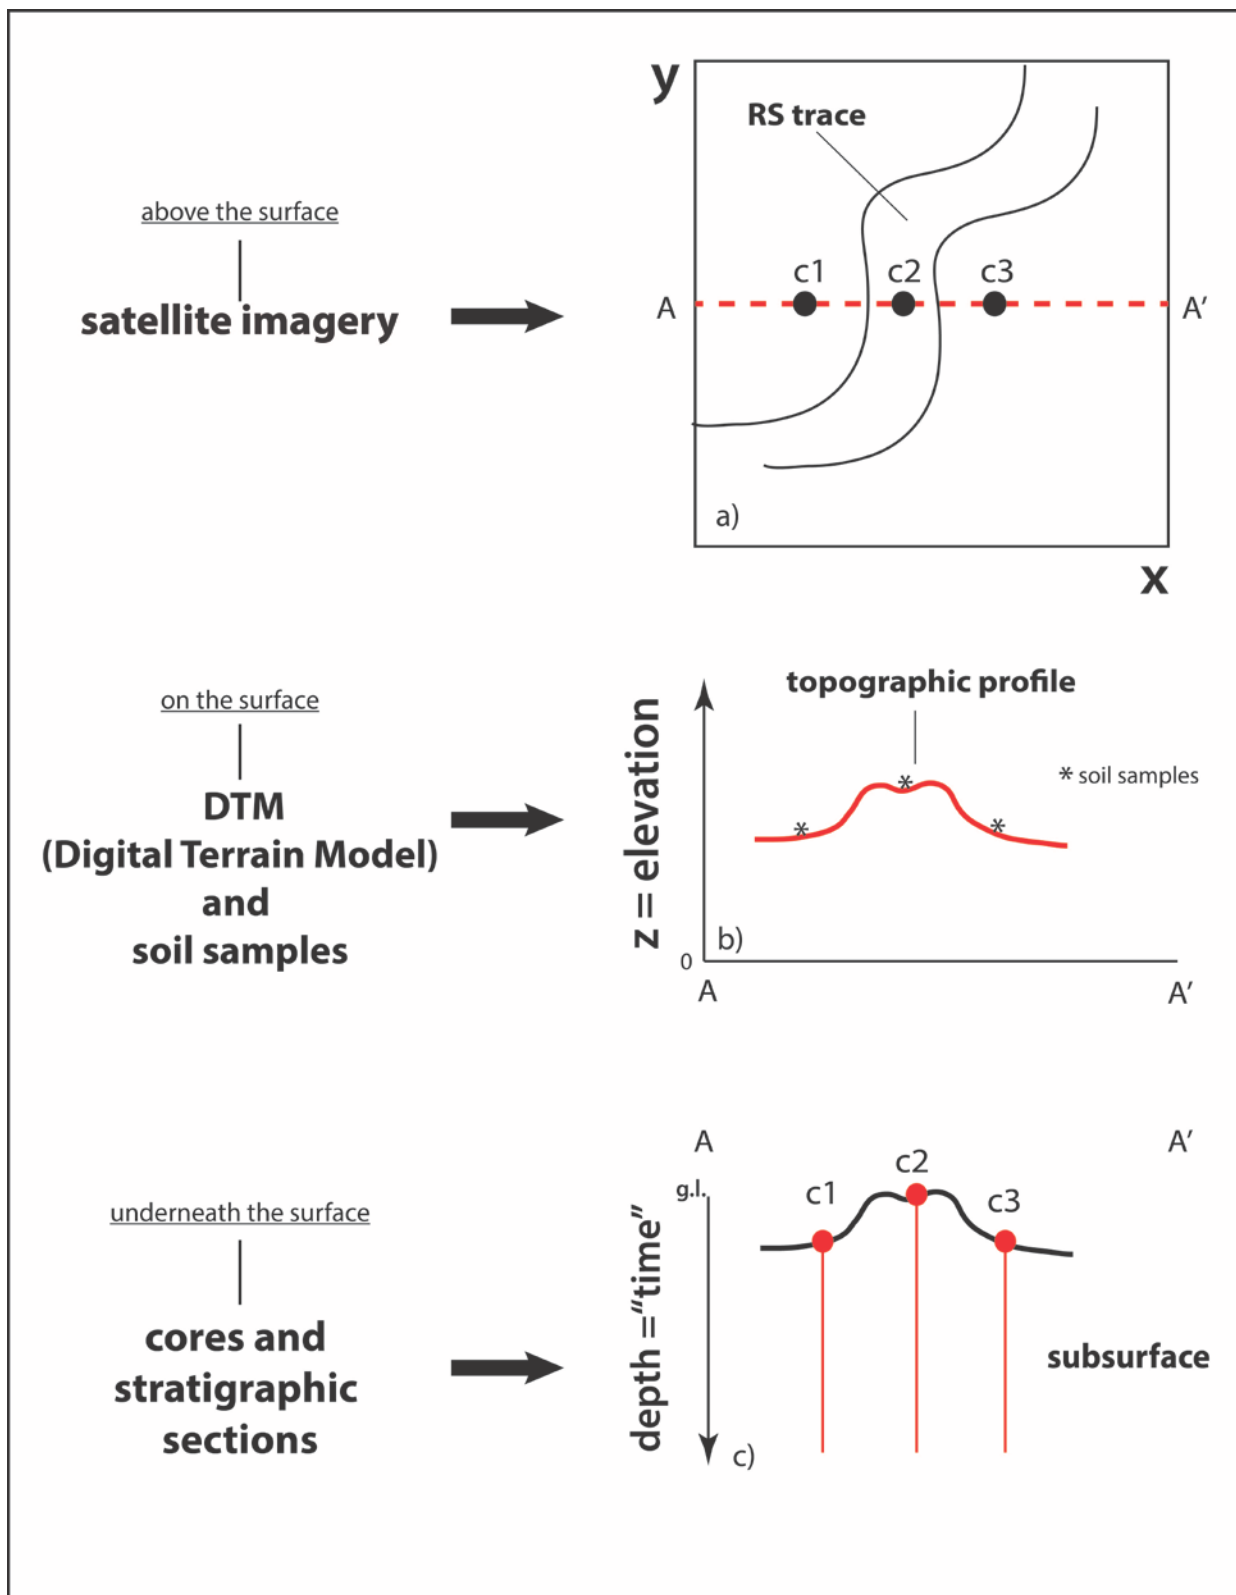 y
RS trace
above the surface
satellite imagery
c1 c2 c3
A A'
a)
x
on the surface
DTM
(Digital Terrain Model)
and
soil samples
topographic profile
* soil samples
z = elevation
* * *
b)
0
A A'
A A'
underneath the surface
cores and
stratigraphic
sections
g.l.
c1 c2 c3
depth ="time"
subsurface
c)